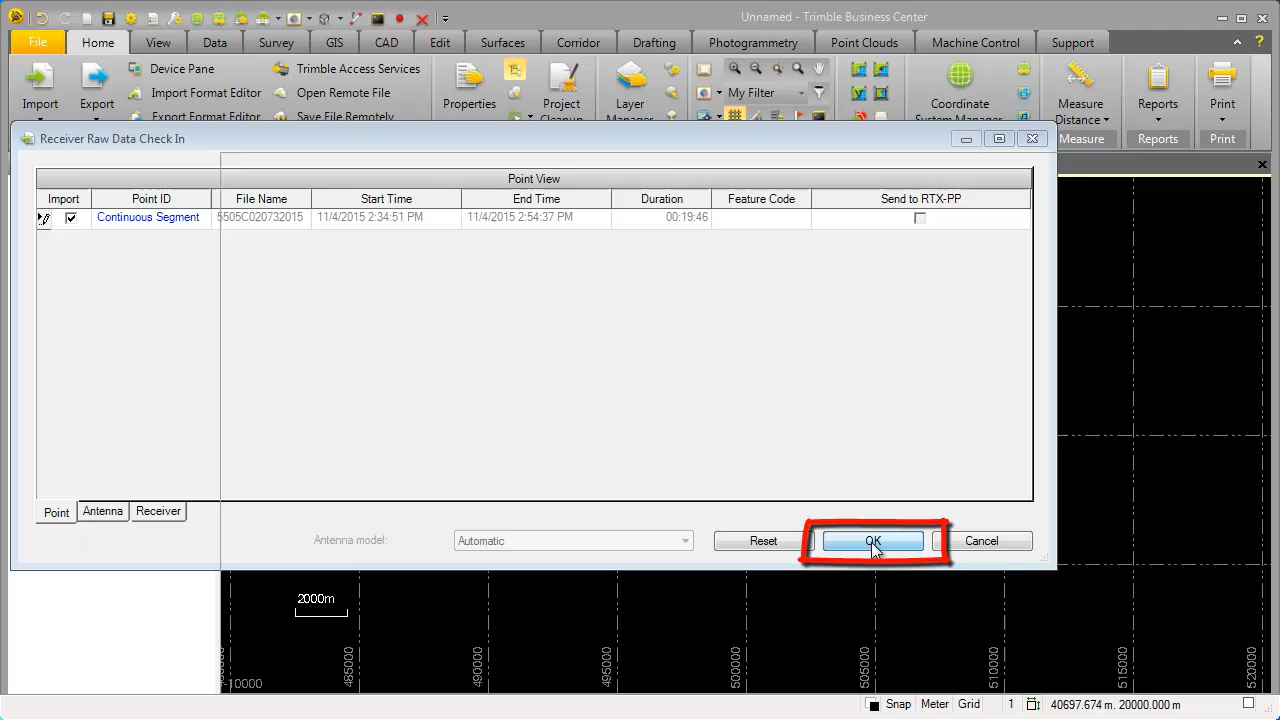 Unnamed - Trimble Business Center
File Home View Data Survey GIS CAD Edit Surfaces Corridor Drafting Photogrammetry Point Clouds Machine Control Support
Device Pane Trimble Access Services My Filter
Import Format Editor Open Remote File
Import Export Properties Project Layer Coordinate Measure Reports Print
Import Format Editor Save File Remotely Cleanup Manager System Manager Distance
Measure Reports Print
Receiver Raw Data Check In
Point View
Import Point ID File Name Start Time End Time Duration Feature Code Send to RTX-PP
Continuous Segment 5505C020732015 11/4/2015 2:34:51 PM 11/4/2015 2:54:37 PM 00:19:46
Point Antenna Receiver
Antenna model: Automatic Reset OK Cancel
2000m
485000 490000 495000 500000 505000 510000 515000 520000
-10000
Snap Meter Grid 1 40697.674 m, 20000.000 m